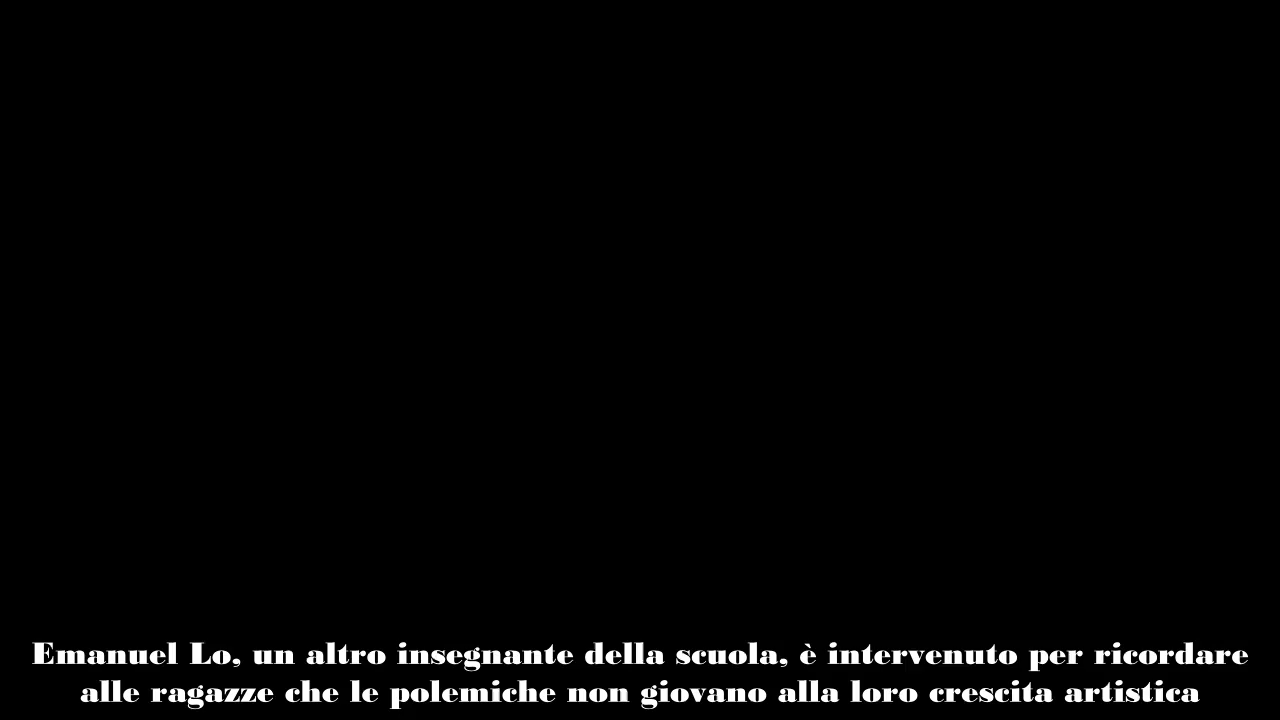 Emanuel Lo, un altro insegnante della scuola, è intervenuto per ricordare
alle ragazze che le polemiche non giovano alla loro crescita artistica